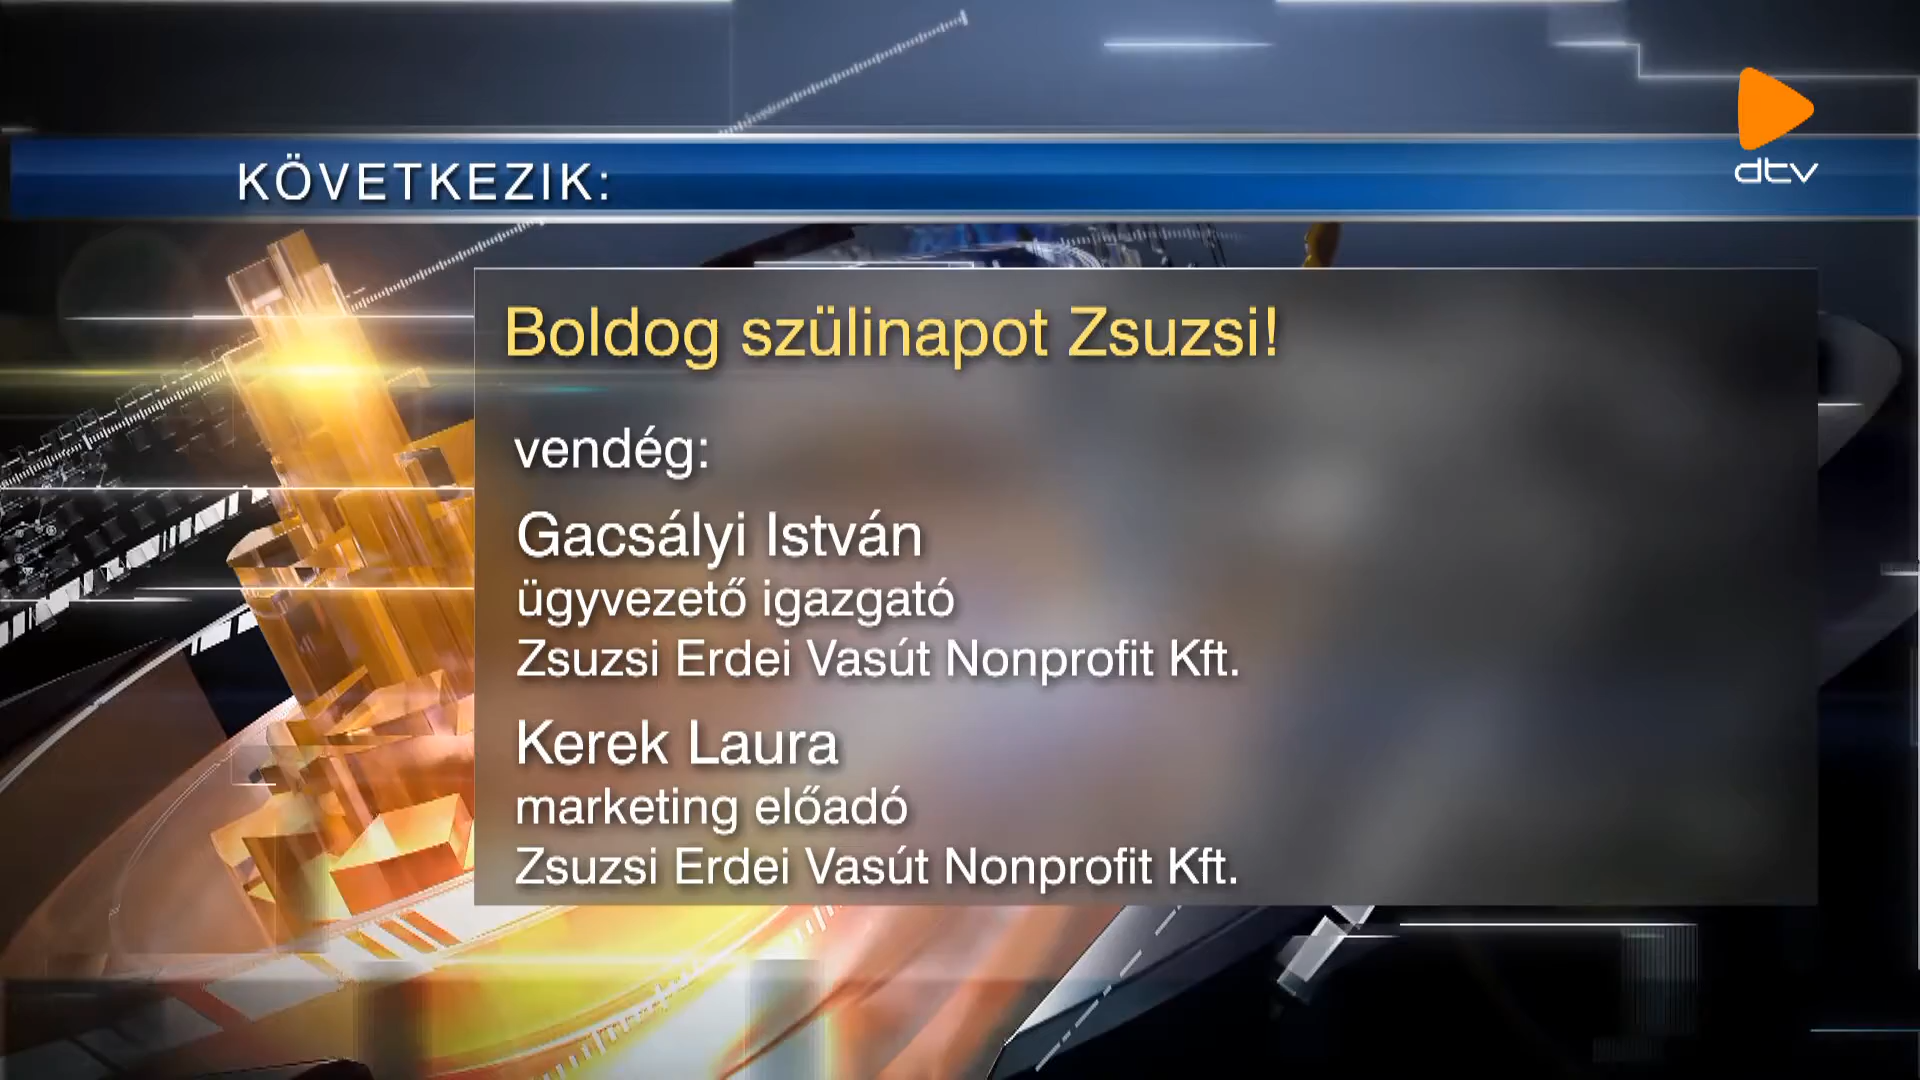 dtv
KÖVETKEZIK:
Boldog szülinapot Zsuzsi!
vendég:
Gacsályi István
ügyvezető igazgató
Zsuzsi Erdei Vasút Nonprofit Kft.
Kerek Laura
marketing előadó
Zsuzsi Erdei Vasút Nonprofit Kft.